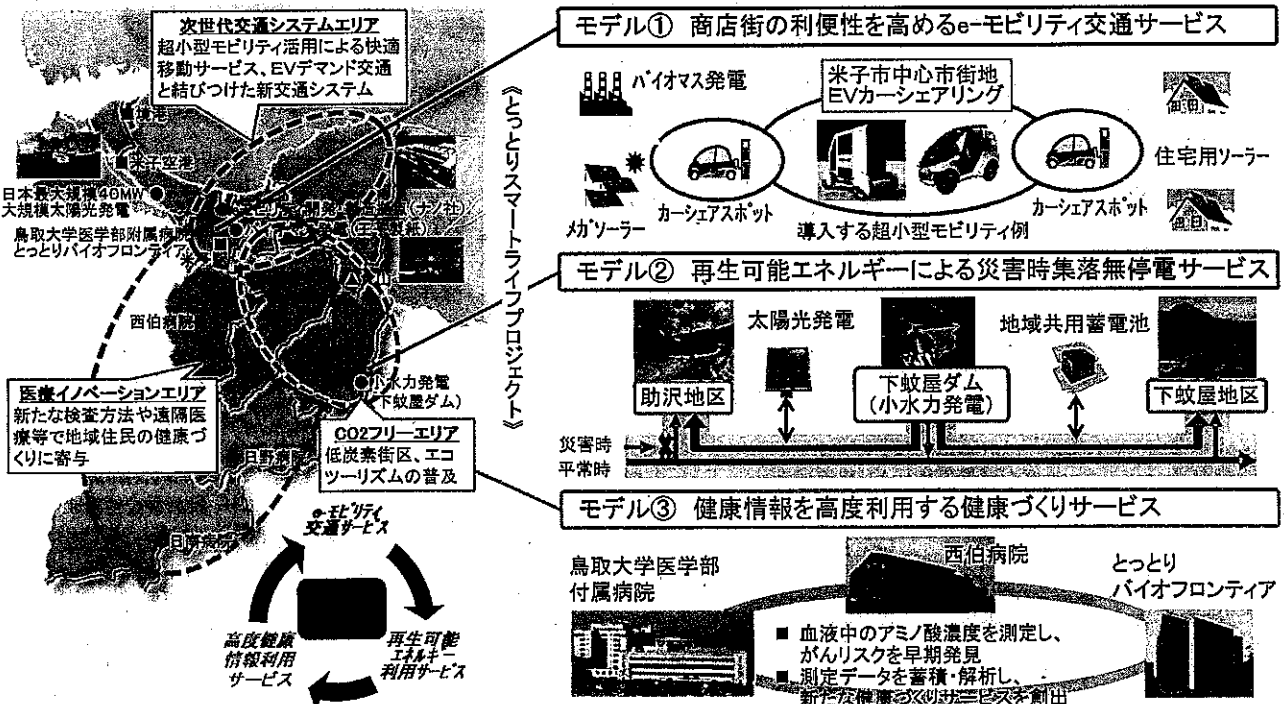 次世代交通システムエリア
超小型モビリティ活用による快適
移動サービス、EVデマンド交通
と結びつけた新交通システム
境港
米子空港
日本最大規模40MW
大規模太陽光発電
鳥取大学医学部附属病院
とっとりバイオフロンティア
西伯病院
医療イノベーションエリア
新たな検査方法や遠隔医
療等で地域住民の健康づ
くりに寄与
小水力発電
下蚊屋ダム)
CO2フリーエリア
低炭素街区、エコ
ツーリズムの普及
日野病院
日南病院
《とっとりスマートライフプロジェクト》
e-モビリティ
交通サービス
再生可能
エネルギー
利用サービス
高度健康
情報利用
サービス
モデル① 商店街の利便性を高めるe-モビリティ交通サービス
バイオマス発電
米子市中心市街地
EVカーシェアリング
住宅用ソーラー
メガソーラー
カーシェアスポット
導入する超小型モビリティ例
カーシェアスポット
モデル② 再生可能エネルギーによる災害時集落無停電サービス
太陽光発電
地域共用蓄電池
助沢地区
下蚊屋ダム
(小水力発電)
下蚊屋地区
災害時
平常時
モデル③ 健康情報を高度利用する健康づくりサービス
鳥取大学医学部
付属病院
西伯病院
とっとり
バイオフロンティア
■ 血液中のアミノ酸濃度を測定し、
がんリスクを早期発見
■ 測定データを蓄積・解析し、
新たな健康づくりサービスを創出